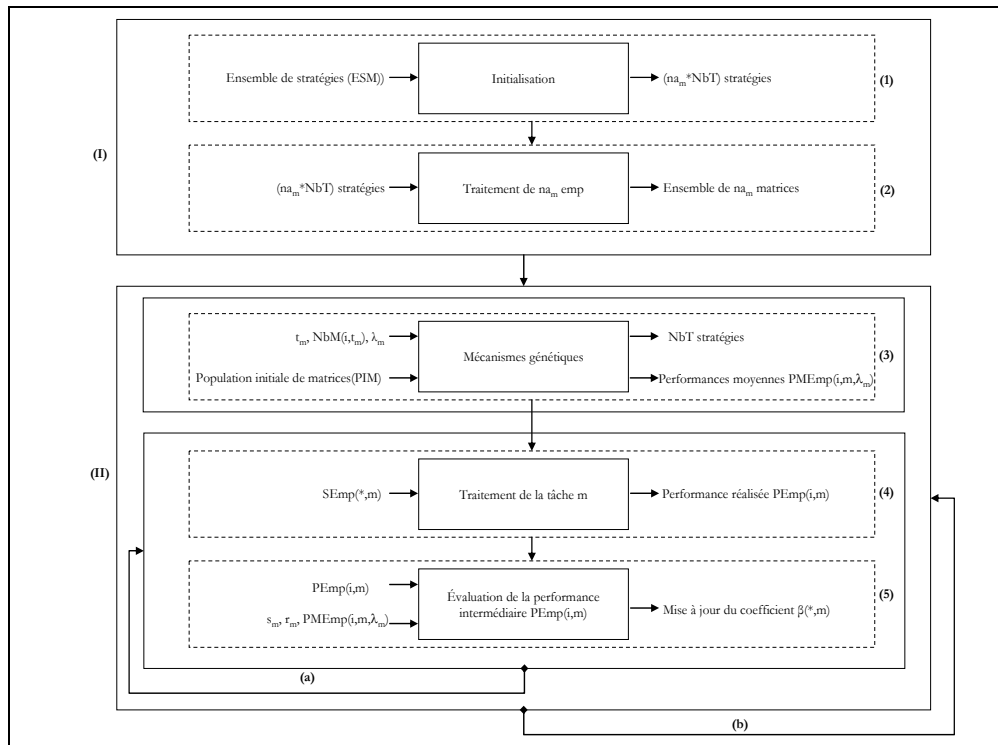 Ensemble de stratégies (ESM))
Initialisation
(na_m*NbT) stratégies
(1)
(I)
(na_m*NbT) stratégies
Traitement de na_m emp
Ensemble de na_m matrices
(2)
t_m, NbM(i,t_m), λ_m
Mécanismes génétiques
NbT stratégies
(3)
Population initiale de matrices(PIM)
Performances moyennes PMEmp(i,m,λ_m)
(II)
SEmp(*,m)
Traitement de la tâche m
Performance réalisée PEmp(i,m)
(4)
PEmp(i,m)
Évaluation de la performance
intermédiaire PEmp(i,m)
Mise à jour du coefficient β(*,m)
(5)
s_m, r_m, PMEmp(i,m,λ_m)
(a)
(b)